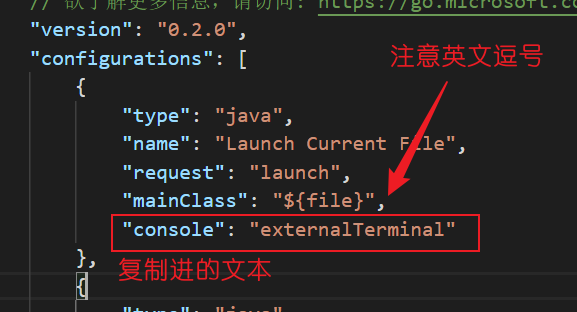 // 欲了解更多信息，请访问: https://go.microsoft.co
"version": "0.2.0",
"configurations": [
注意英文逗号
{
"type": "java",
"name": "Launch Current File",
"request": "launch",
"mainClass": "${file}",
"console": "externalTerminal"
},
复制进的文本
{
"type": "java"